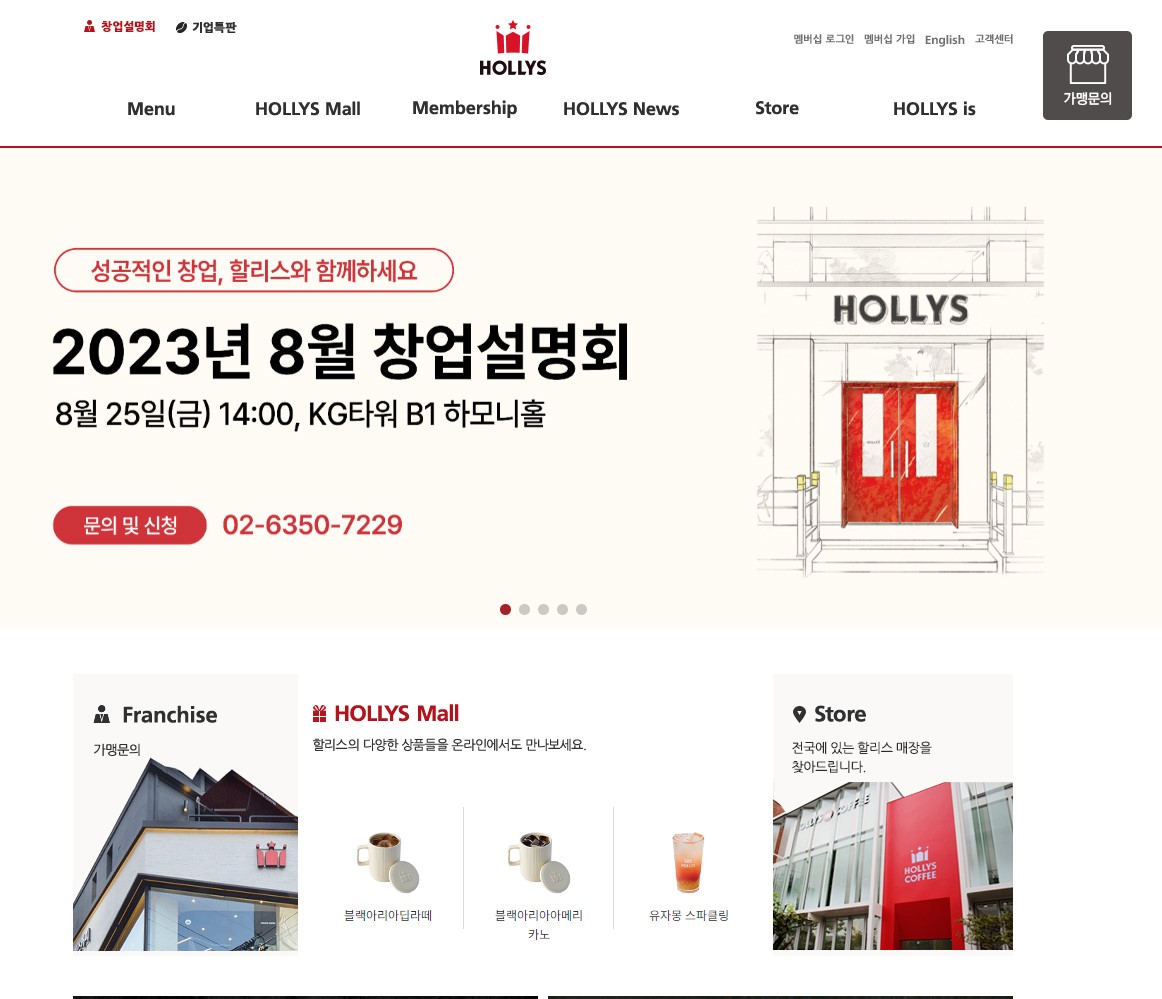 창업설명회
기업특판
HOLLYS
멤버십 로그인 멤버십 가입 English 고객센터
가맹문의
Menu HOLLYS Mall Membership HOLLYS News Store HOLLYS is
성공적인 창업, 할리스와 함께하세요
2023년 8월 창업설명회
8월 25일(금) 14:00, KG타워 B1 하모니홀
문의 및 신청 02-6350-7229
HOLLYS
Franchise
가맹문의
HOLLYS Mall
할리스의 다양한 상품들을 온라인에서도 만나보세요.
블랙아리아딥라떼
블랙아리아아메리
카노
유자몽 스파클링
Store
전국에 있는 할리스 매장을
찾아드립니다.
HOLLYS COFFEE
HOLLYS
COFFEE